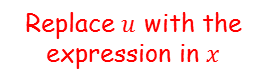 Replace u with the
expression in x